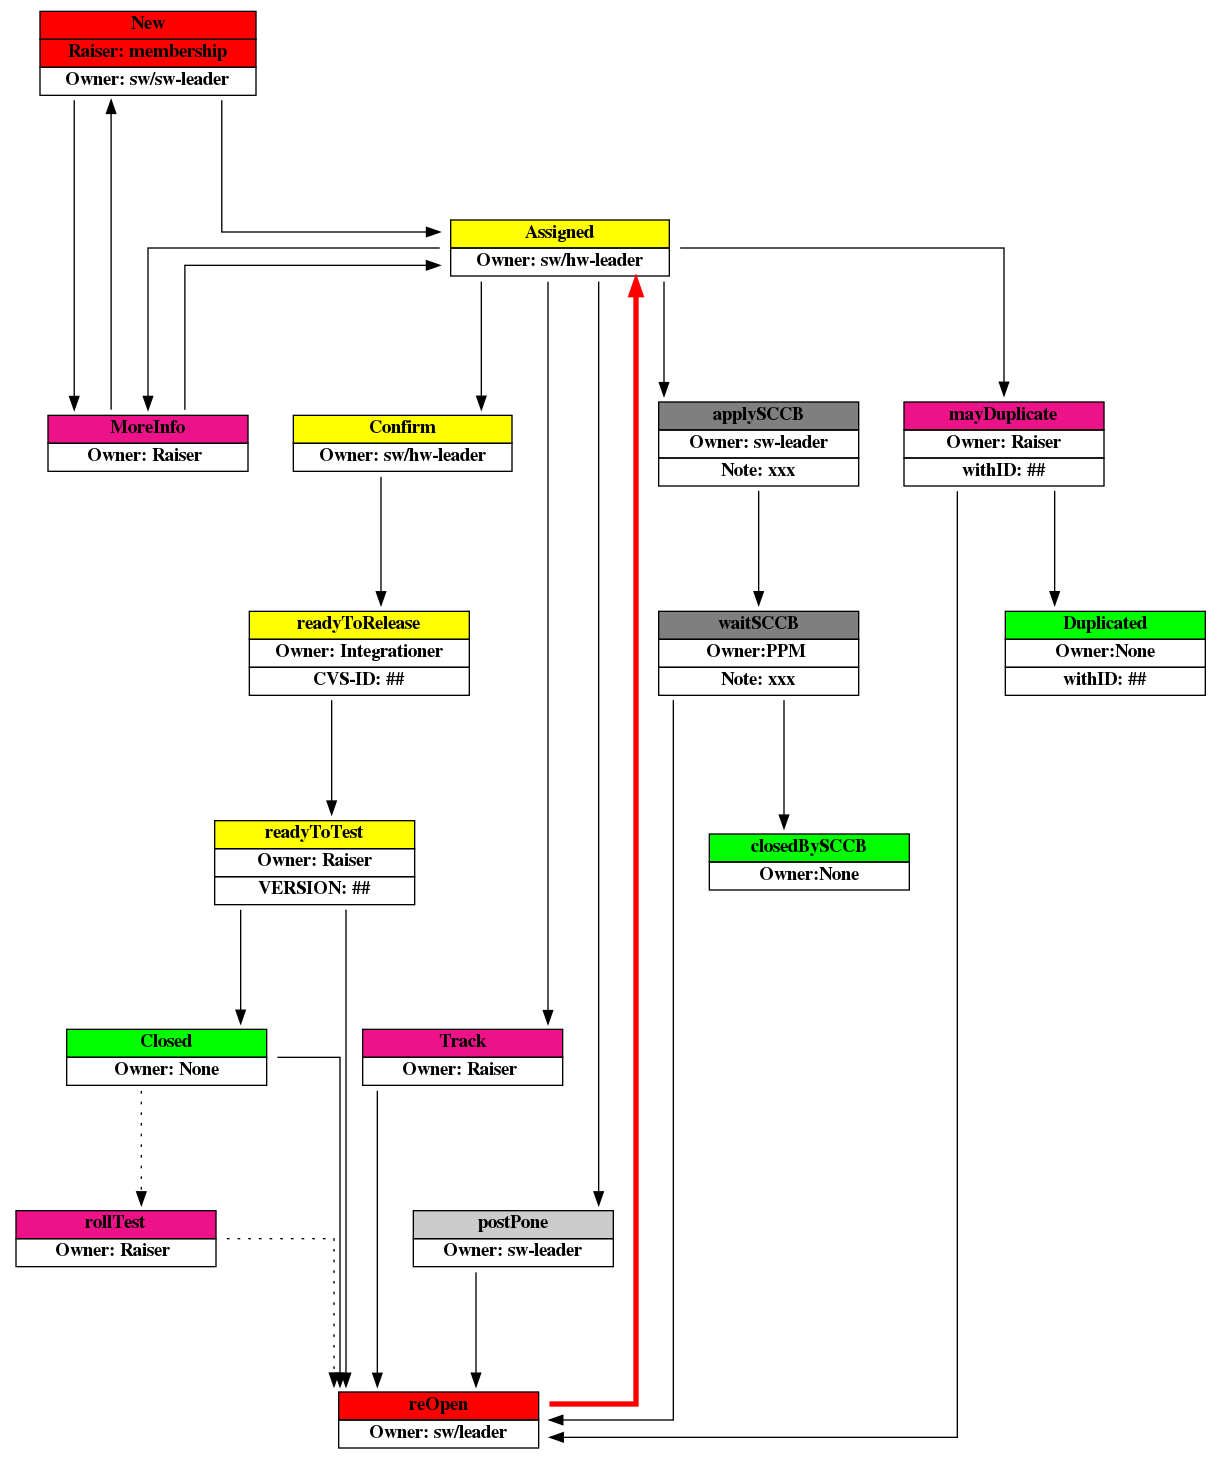 New
Raiser: membership
Owner: sw/sw-leader
Assigned
Owner: sw/hw-leader
MoreInfo
Owner: Raiser
Confirm
Owner: sw/hw-leader
applySCCB
Owner: sw-leader
Note: xxx
mayDuplicate
Owner: Raiser
withID: ##
readyToRelease
Owner: Integrationer
CVS-ID: ##
waitSCCB
Owner:PPM
Note: xxx
Duplicated
Owner:None
withID: ##
readyToTest
Owner: Raiser
VERSION: ##
closedBySCCB
Owner:None
Closed
Owner: None
Track
Owner: Raiser
rollTest
Owner: Raiser
postPone
Owner: sw-leader
reOpen
Owner: sw/leader